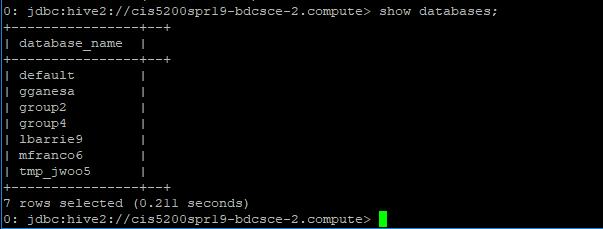 0: jdbc:hive2://cis5200spr19-bdcsce-2.compute> show databases;
+----------------+--+
| database_name  |
+----------------+--+
| default        |
| gganesa        |
| group2         |
| group4         |
| lbarrie9       |
| mfranco6       |
| tmp_jwoo5      |
+----------------+--+
7 rows selected (0.211 seconds)
0: jdbc:hive2://cis5200spr19-bdcsce-2.compute>